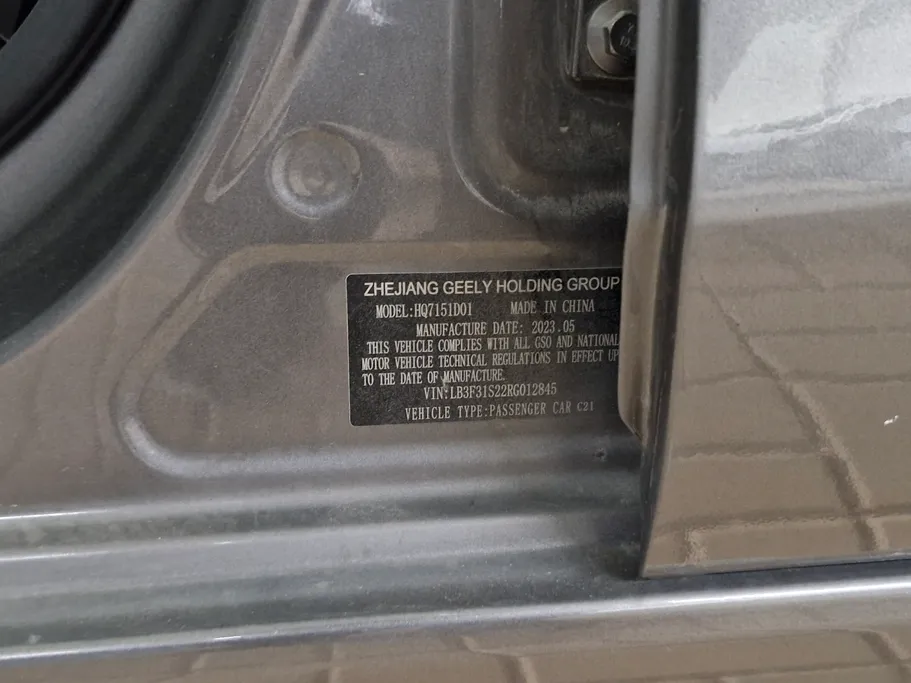 ZHEJIANG GEELY HOLDING GROUP
MODEL:HQ7151D01 MADE IN CHINA
MANUFACTURE DATE: 2023.05
THIS VEHICLE COMPLIES WITH ALL GSO AND NATIONAL
MOTOR VEHICLE TECHNICAL REGULATIONS IN EFFECT UP
TO THE DATE OF MANUFACTURE.
VIN:LB3F31S22RG012845
VEHICLE TYPE:PASSENGER CAR C21